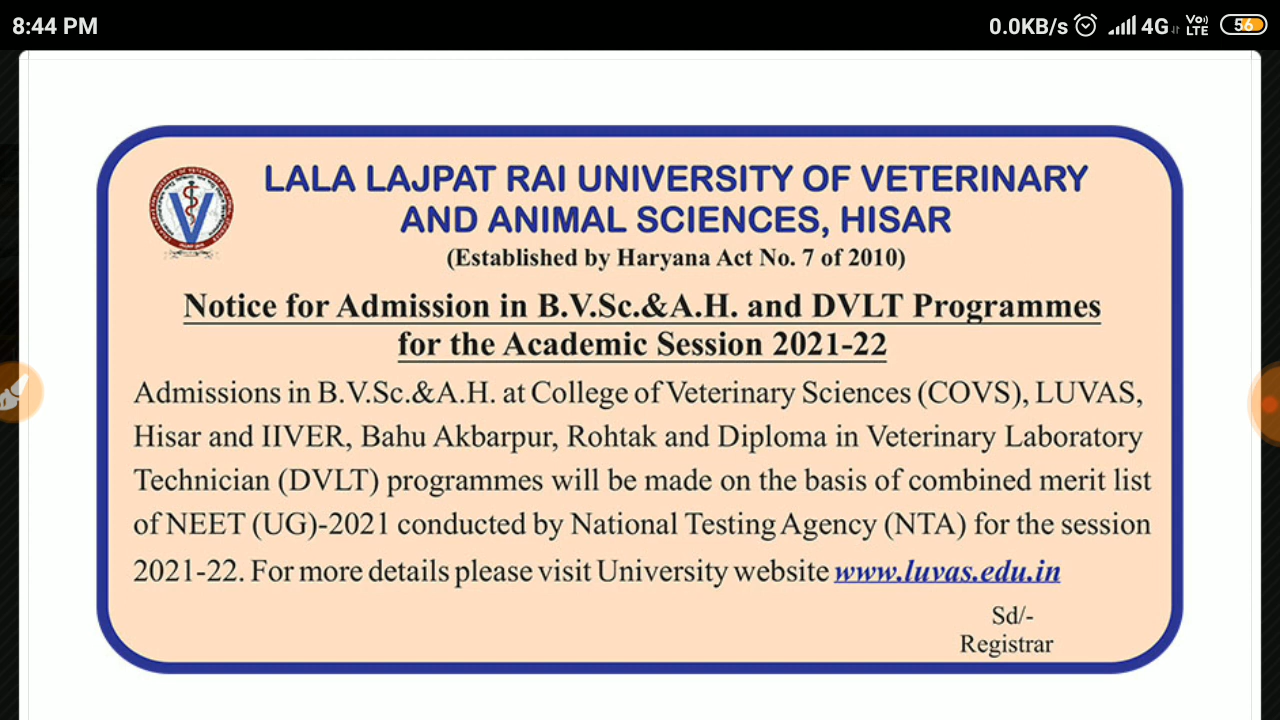 8:44 PM
0.0KB/s 4G Vo) LTE 56
LALA LAJPAT RAI UNIVERSITY OF VETERINARY
AND ANIMAL SCIENCES, HISAR
(Established by Haryana Act No. 7 of 2010)
Notice for Admission in B.V.Sc.&A.H. and DVLT Programmes
for the Academic Session 2021-22
Admissions in B.V.Sc.&A.H. at College of Veterinary Sciences (COVS), LUVAS,
Hisar and IIVER, Bahu Akbarpur, Rohtak and Diploma in Veterinary Laboratory
Technician (DVLT) programmes will be made on the basis of combined merit list
of NEET (UG)-2021 conducted by National Testing Agency (NTA) for the session
2021-22. For more details please visit University website www.luvas.edu.in
Sd/-
Registrar